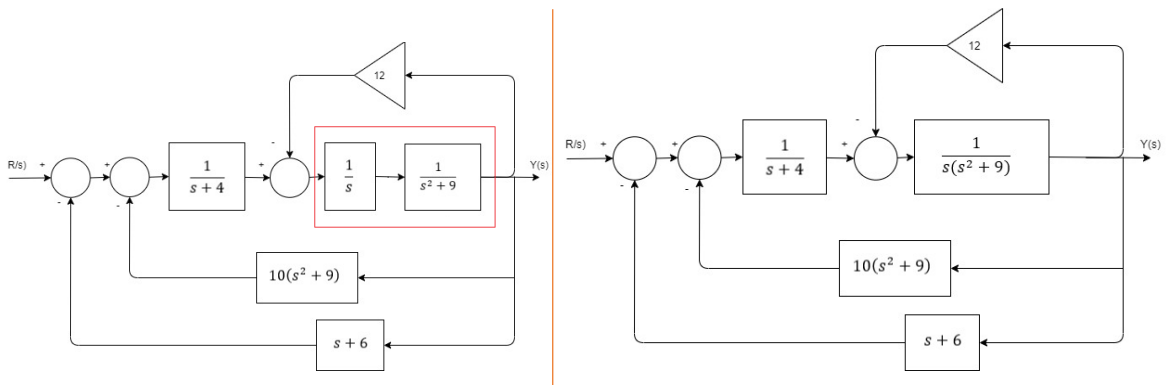 12
-
R/s) + + 1/(s + 4) + 1/s 1/(s² + 9) Y(s)
- -
10(s² + 9)
s + 6
12
-
R/s) + + 1/(s + 4) + 1/(s(s² + 9)) Y(s)
- -
10(s² + 9)
s + 6